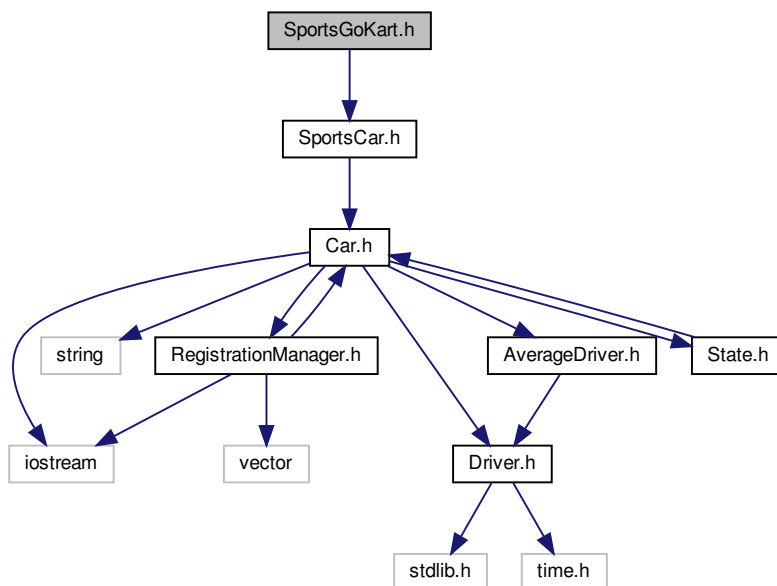 SportsGoKart.h
SportsCar.h
Car.h
string
RegistrationManager.h
AverageDriver.h
State.h
iostream
vector
Driver.h
stdlib.h
time.h